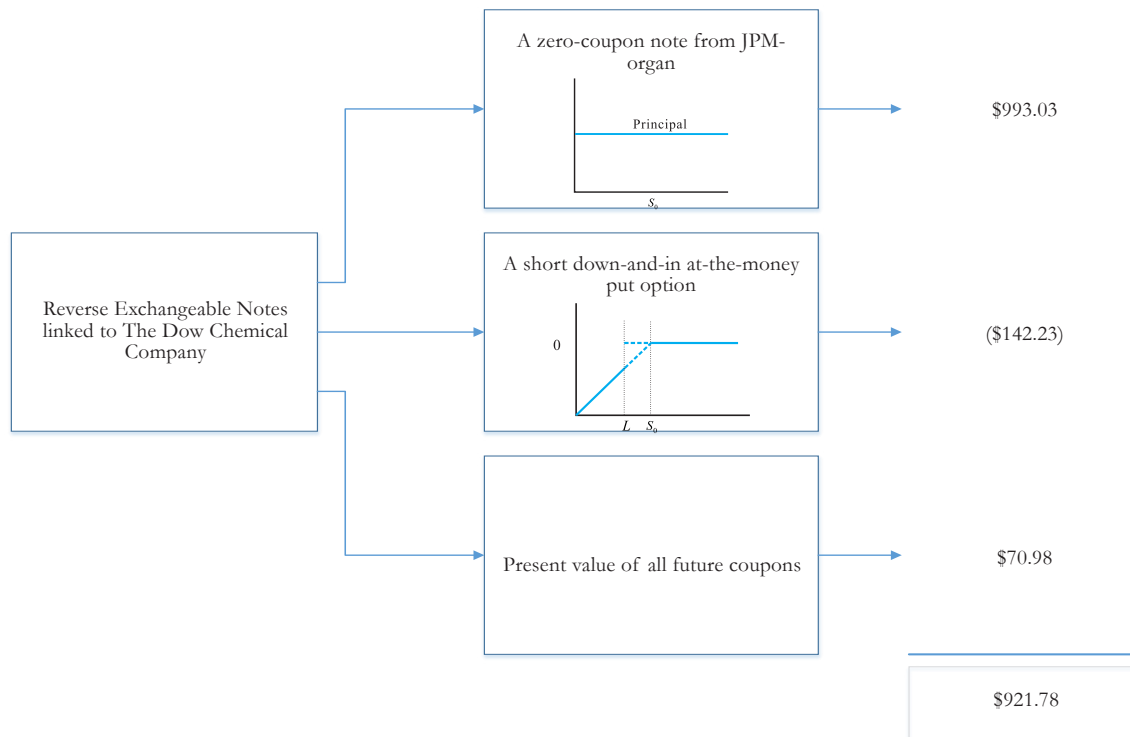 A zero-coupon note from JPM-
organ
Principal
S₀
$993.03
Reverse Exchangeable Notes
linked to The Dow Chemical
Company
A short down-and-in at-the-money
put option
0
L S₀
($142.23)
Present value of all future coupons
$70.98
$921.78